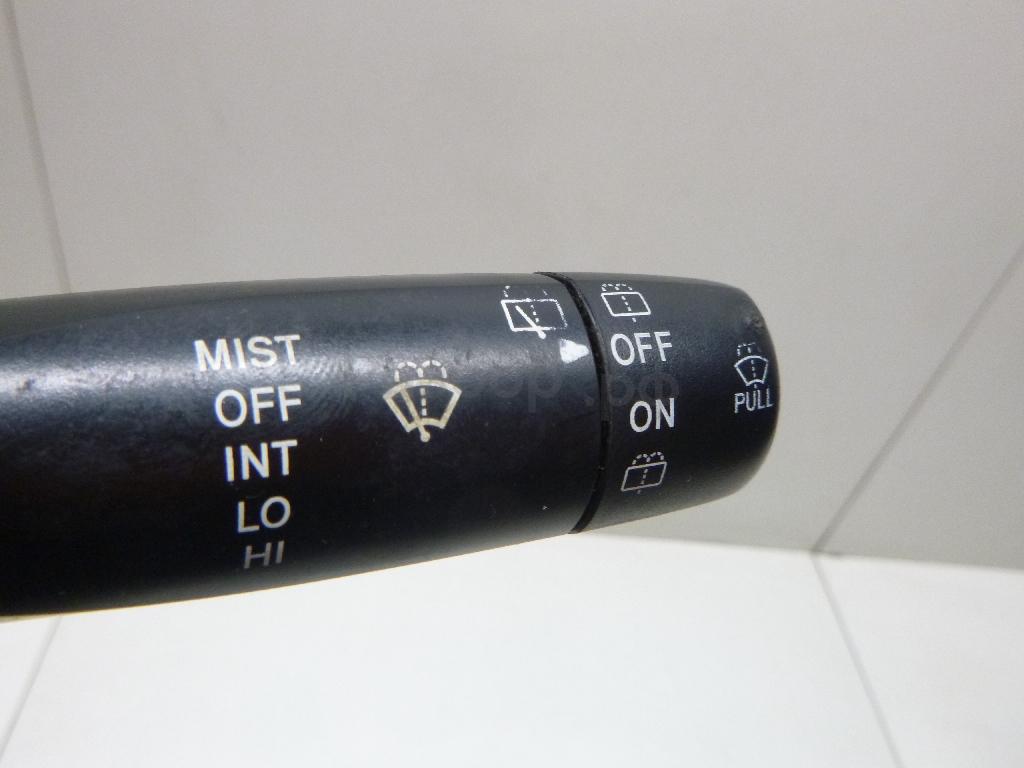 MIST
OFF
INT
LO
HI
OFF
ON
PULL